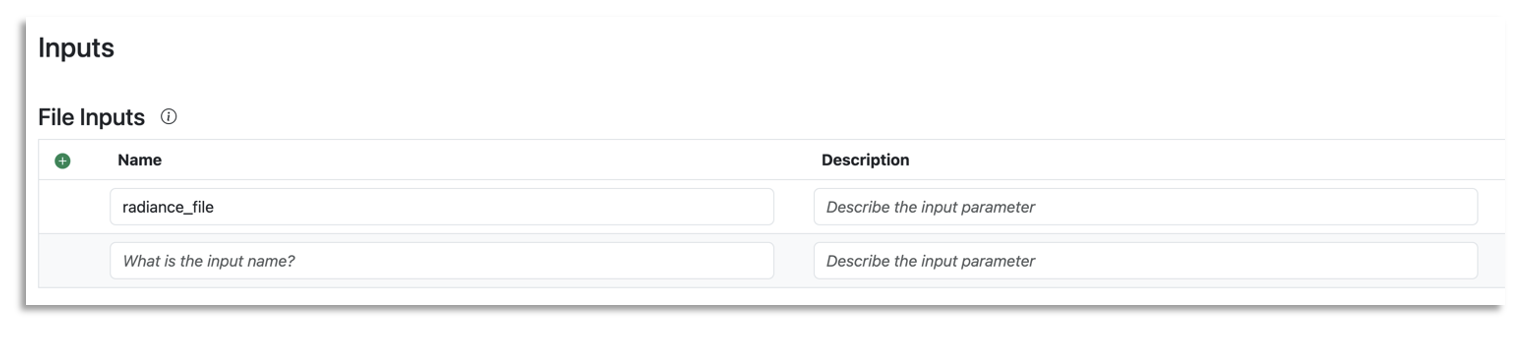 Inputs
File Inputs
Name Description
radiance_file Describe the input parameter
What is the input name? Describe the input parameter